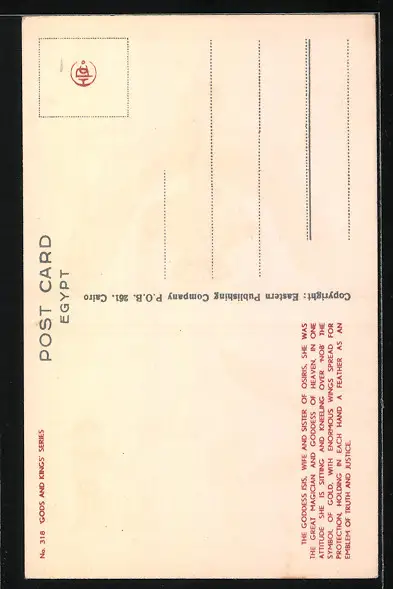 No. 318 'GODS AND KINGS' SERIES
POST CARD
EGYPT
THE GODDESS ISIS, WIFE AND SISTER OF OSIRIS, SHE WAS
THE GREAT MAGICIAN AND GODDESS OF HEAVEN. IN ONE
ATTITUDE SHE IS SITTING AND KNEELING OVER 'NOB' THE
SYMBOL OF GOLD, WITH ENORMOUS WINGS SPREAD FOR
PROTECTION, HOLDING IN EACH HAND A FEATHER AS AN
EMBLEM OF TRUTH AND JUSTICE.
Copyright: Eastern Publishing Company P.O.B. 361. Cairo